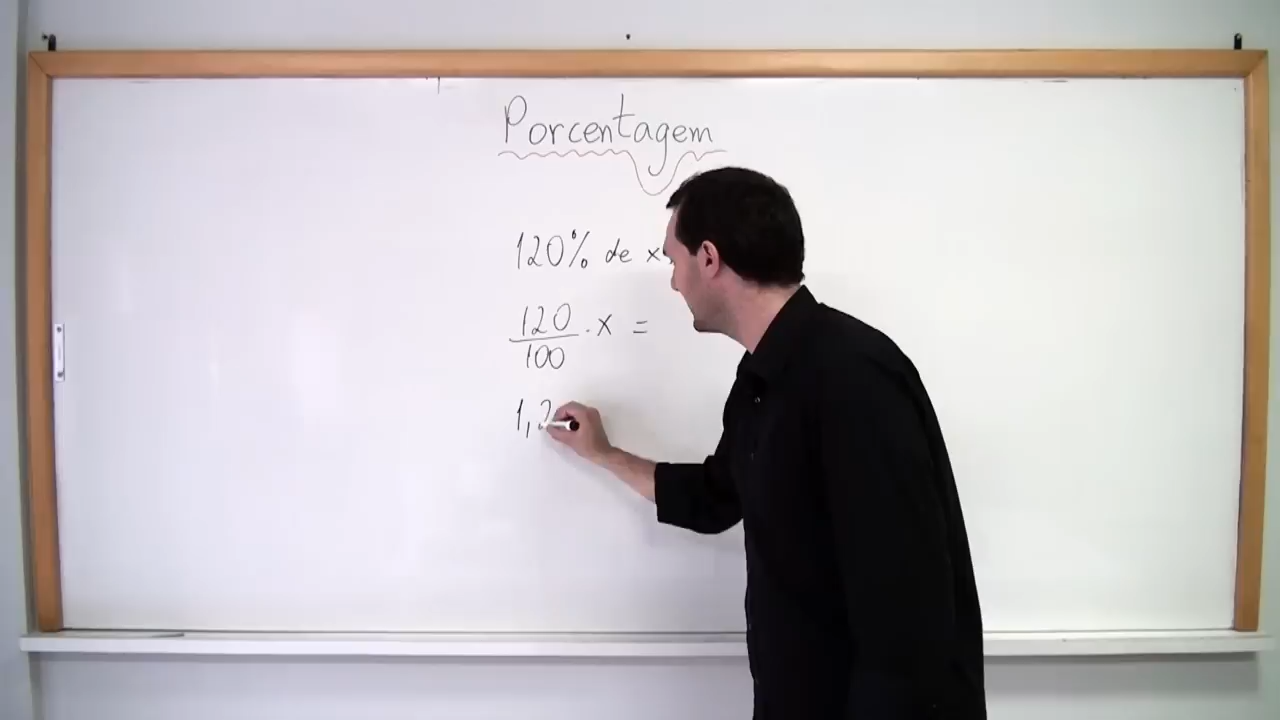 Porcentagem
120% de x
120
100
. x =
1,2